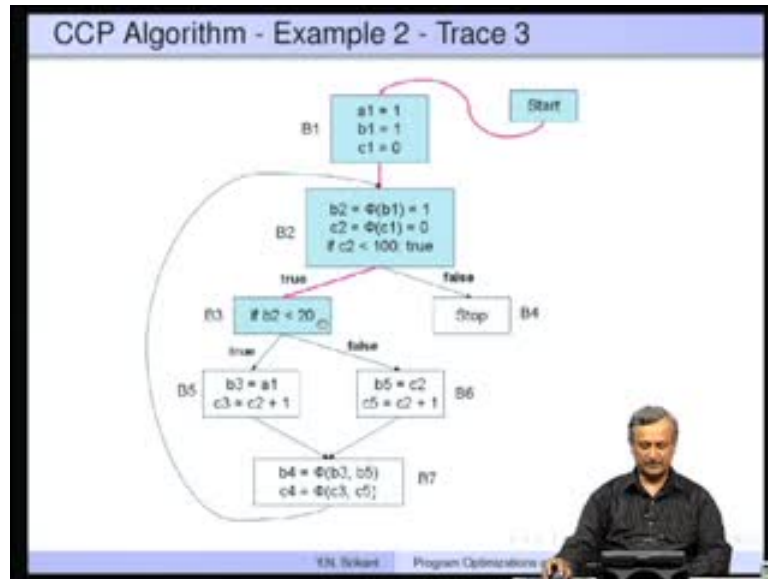 CCP Algorithm - Example 2 - Trace 3
Start
B1
a1 = 1
b1 = 1
c1 = 0
B2
b2 = Φ(b1) = 1
c2 = Φ(c1) = 0
if c2 < 100: true
true
false
B3
if b2 < 20
Stop
B4
true
false
B5
b3 = a1
c3 = c2 + 1
b5 = c2
c5 = c2 + 1
B6
b4 = Φ(b3, b5)
c4 = Φ(c3, c5)
B7
Y.N. Srikant
Program Optimizations